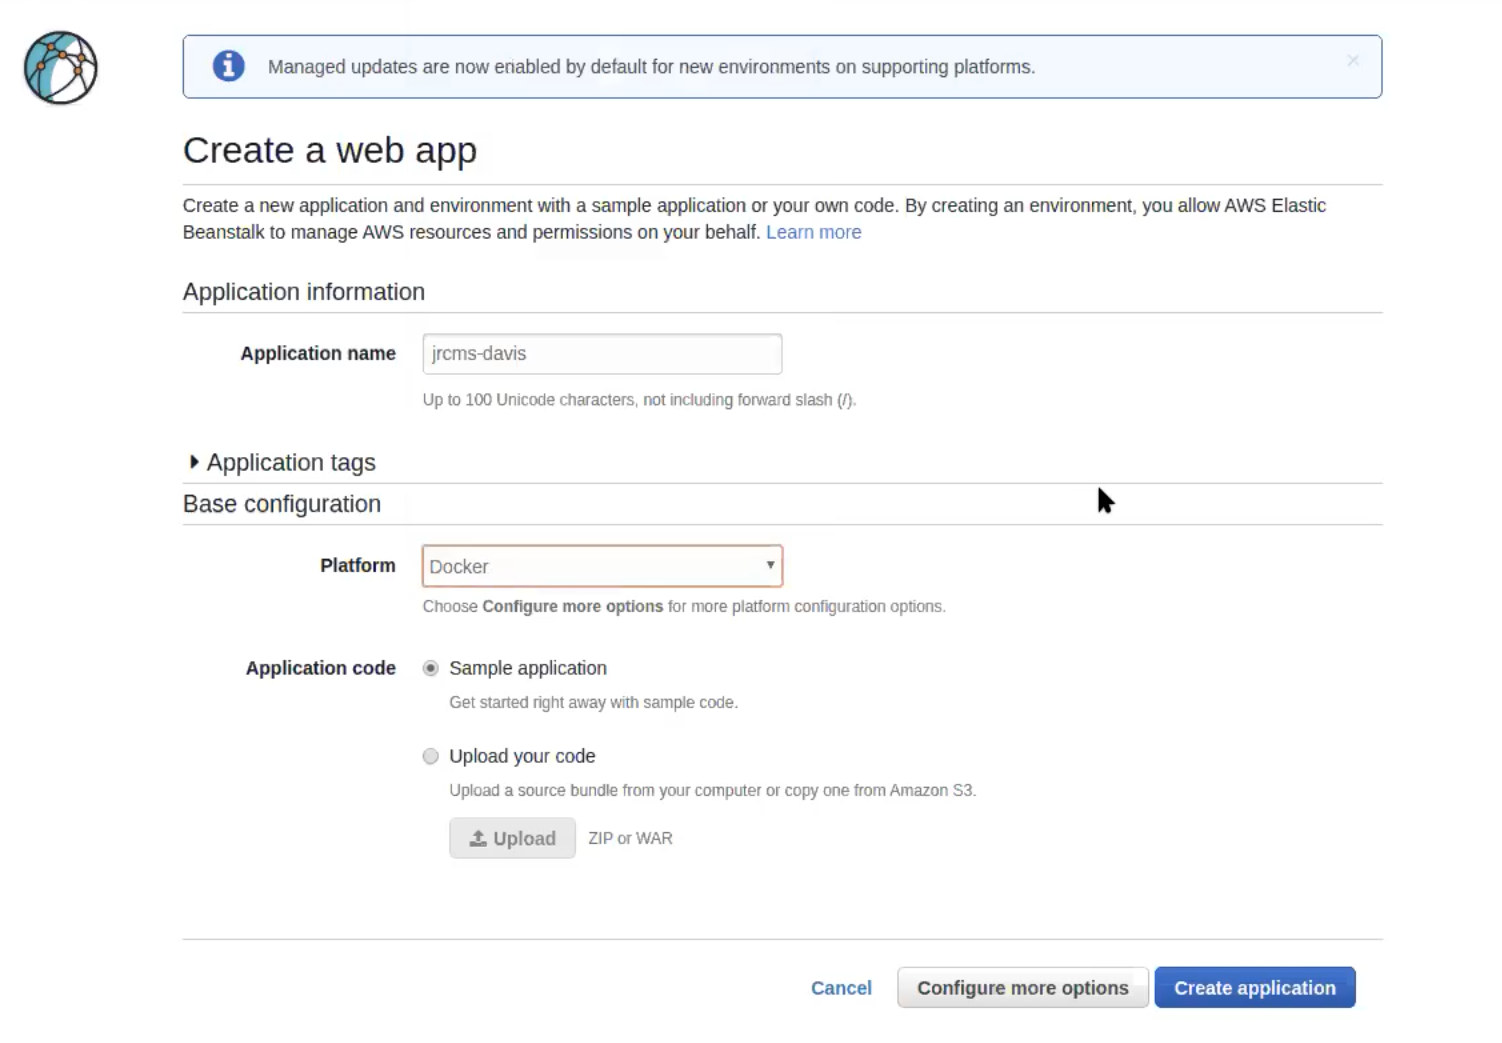 Managed updates are now enabled by default for new environments on supporting platforms.
Create a web app
Create a new application and environment with a sample application or your own code. By creating an environment, you allow AWS Elastic
Beanstalk to manage AWS resources and permissions on your behalf. Learn more
Application information
Application name
jrcms-davis
Up to 100 Unicode characters, not including forward slash (/).
Application tags
Base configuration
Platform
Docker
Choose Configure more options for more platform configuration options.
Application code
Sample application
Get started right away with sample code.
Upload your code
Upload a source bundle from your computer or copy one from Amazon S3.
Upload
ZIP or WAR
Cancel
Configure more options
Create application